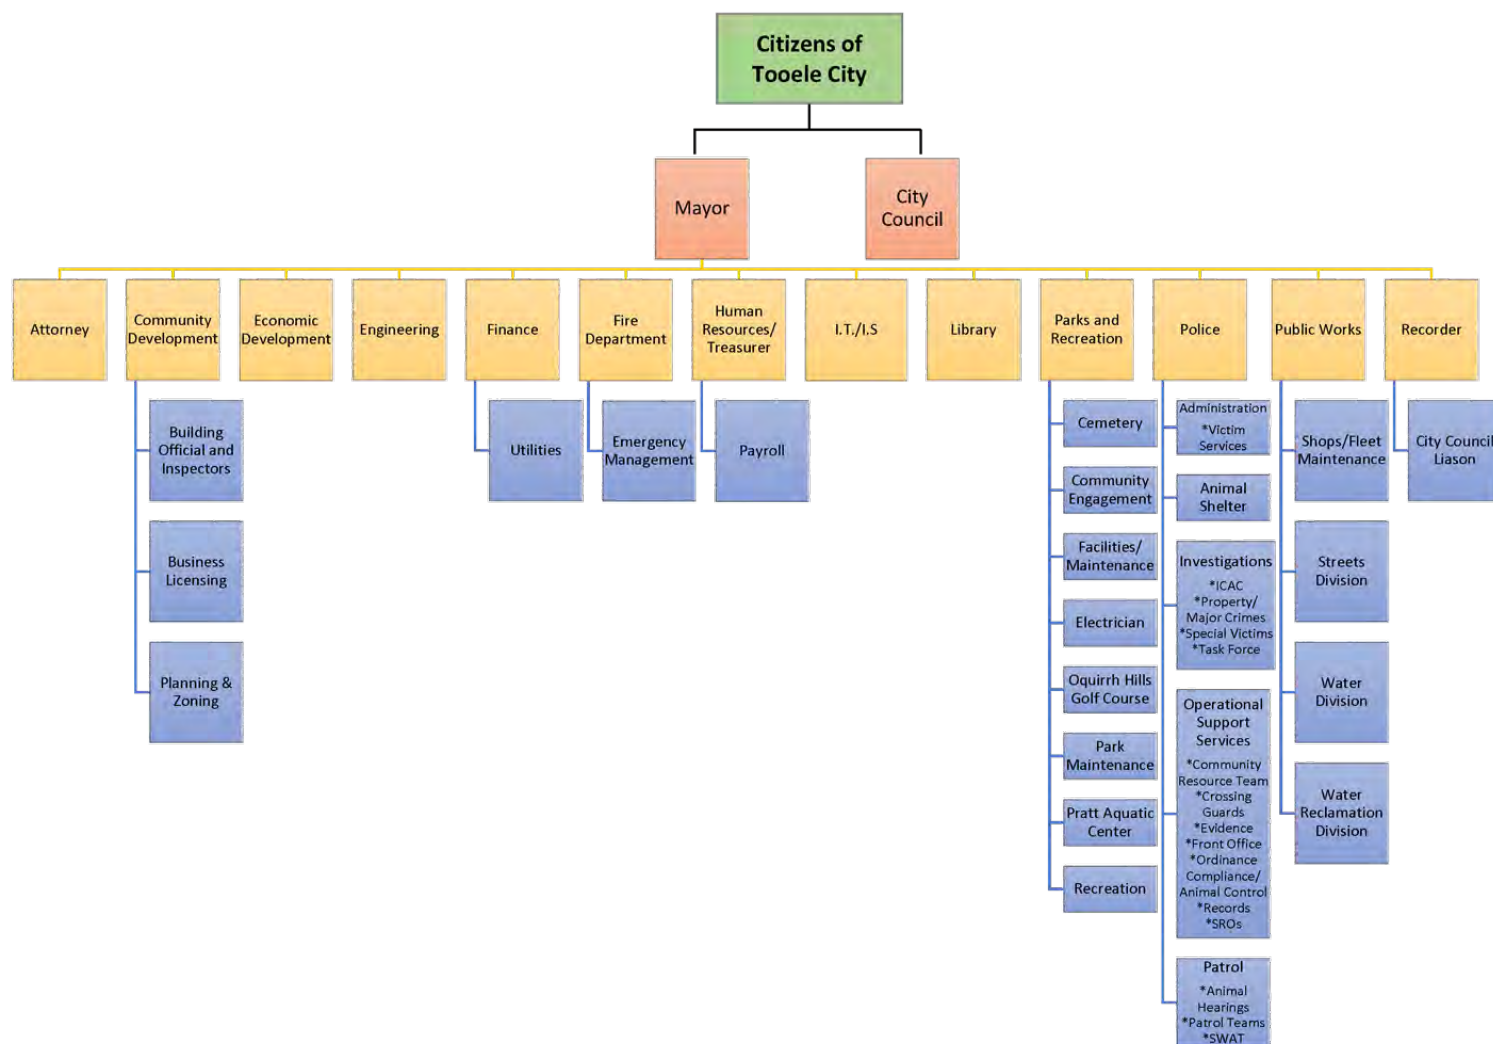 Citizens of
Tooele City
Mayor
City
Council
Attorney
Community
Development
Economic
Development
Engineering
Finance
Fire
Department
Human
Resources/
Treasurer
I.T./I.S
Library
Parks and
Recreation
Police
Public Works
Recorder
Building
Official and
Inspectors
Business
Licensing
Planning &
Zoning
Utilities
Emergency
Management
Payroll
Cemetery
Community
Engagement
Facilities/
Maintenance
Electrician
Oquirrh Hills
Golf Course
Park
Maintenance
Pratt Aquatic
Center
Recreation
Administration
*Victim
Services
Animal
Shelter
Investigations
*ICAC
*Property/
Major Crimes
*Special Victims
*Task Force
Operational
Support
Services
*Community
Resource Team
*Crossing
Guards
*Evidence
*Front Office
*Ordinance
Compliance/
Animal Control
*Records
*SROs
Patrol
*Animal
Hearings
*Patrol Teams
*SWAT
Shops/Fleet
Maintenance
Streets
Division
Water
Division
Water
Reclamation
Division
City Council
Liason